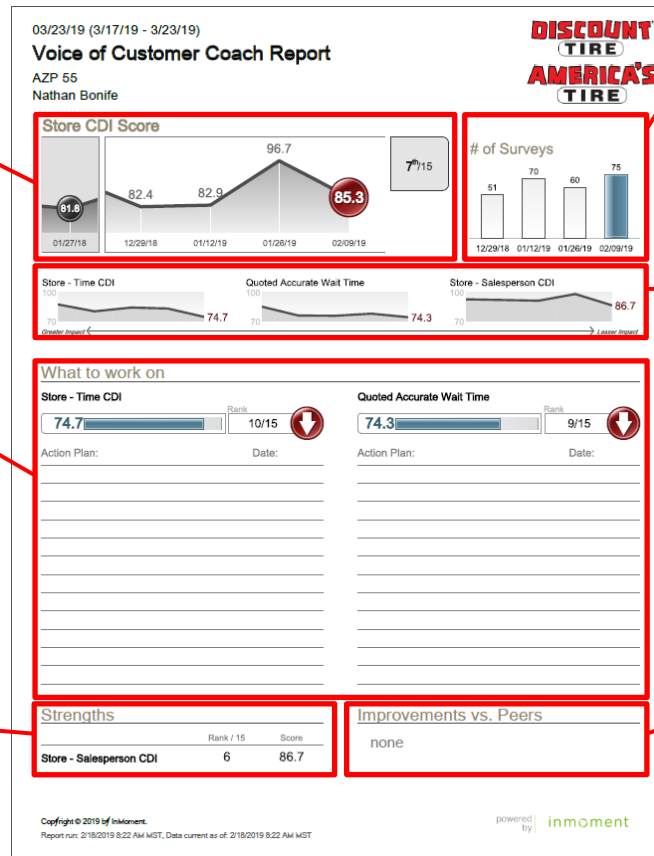 03/23/19 (3/17/19 - 3/23/19)
Voice of Customer Coach Report
AZP 55
Nathan Bonife
DISCOUNT
TIRE
AMERICA'S
TIRE
Store CDI Score
81.8
82.4
82.9
96.7
85.3
7th/15
01/27/18
12/29/18
01/12/19
01/26/19
02/09/19
# of Surveys
51
70
60
75
12/29/18 01/12/19 01/26/19 02/09/19
Store - Time CDI
100
70
74.7
Quoted Accurate Wait Time
100
70
74.3
Store - Salesperson CDI
100
70
86.7
Greater Impact
Lesser Impact
What to work on
Store - Time CDI
74.7
Rank
10/15
Action Plan:
Date:
Quoted Accurate Wait Time
74.3
Rank
9/15
Action Plan:
Date:
Strengths
Rank / 15 Score
Store - Salesperson CDI 6 86.7
Improvements vs. Peers
none
Copyright © 2019 by InMoment.
Report run: 2/18/2019 8:22 AM MST, Data current as of: 2/18/2019 8:22 AM MST
powered
by
inmoment